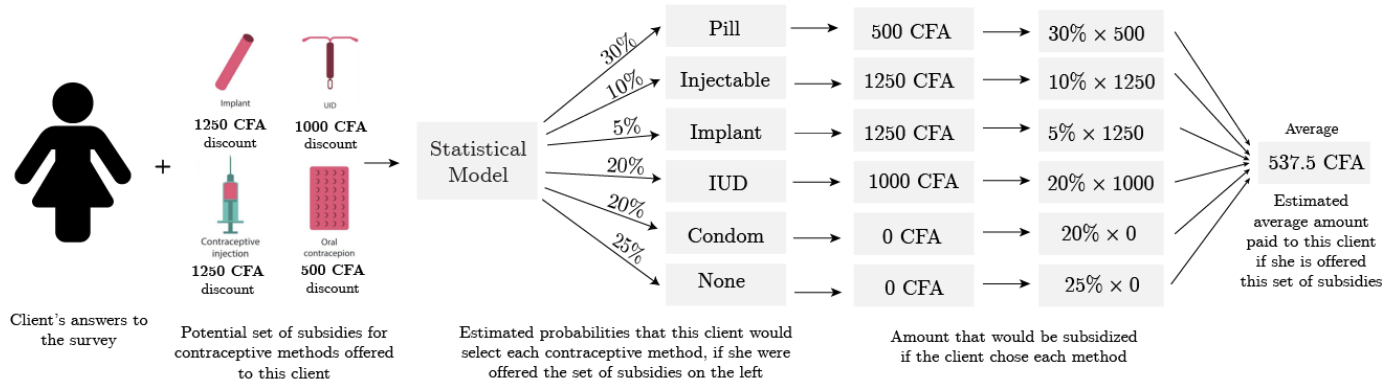 Implant
1250 CFA
discount
UID
1000 CFA
discount
Contraceptive
injection
1250 CFA
discount
Oral
contracepion
500 CFA
discount
+
Client's answers to
the survey
Potential set of subsidies for
contraceptive methods offered
to this client
Statistical
Model
30%
10%
5%
20%
20%
25%
Pill
Injectable
Implant
IUD
Condom
None
Estimated probabilities that this client would
select each contraceptive method, if she were
offered the set of subsidies on the left
500 CFA
1250 CFA
1250 CFA
1000 CFA
0 CFA
0 CFA
30% × 500
10% × 1250
5% × 1250
20% × 1000
20% × 0
25% × 0
Amount that would be subsidized
if the client chose each method
Average
537.5 CFA
Estimated
average amount
paid to this client
if she is offered
this set of subsidies